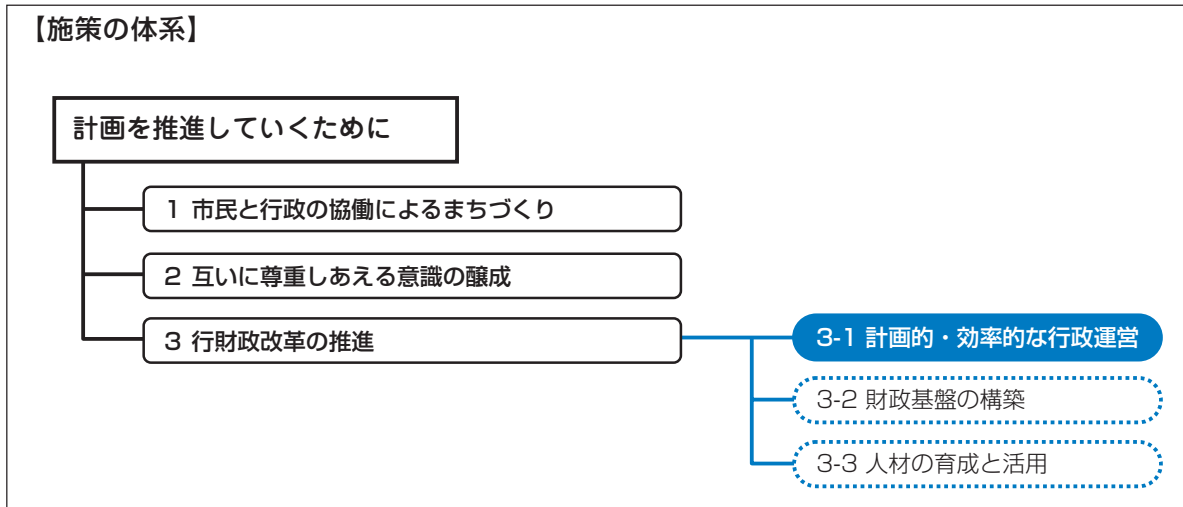 【施策の体系】
計画を推進していくために
1 市民と行政の協働によるまちづくり
2 互いに尊重しあえる意識の醸成
3 行財政改革の推進
3-1 計画的・効率的な行政運営
3-2 財政基盤の構築
3-3 人材の育成と活用